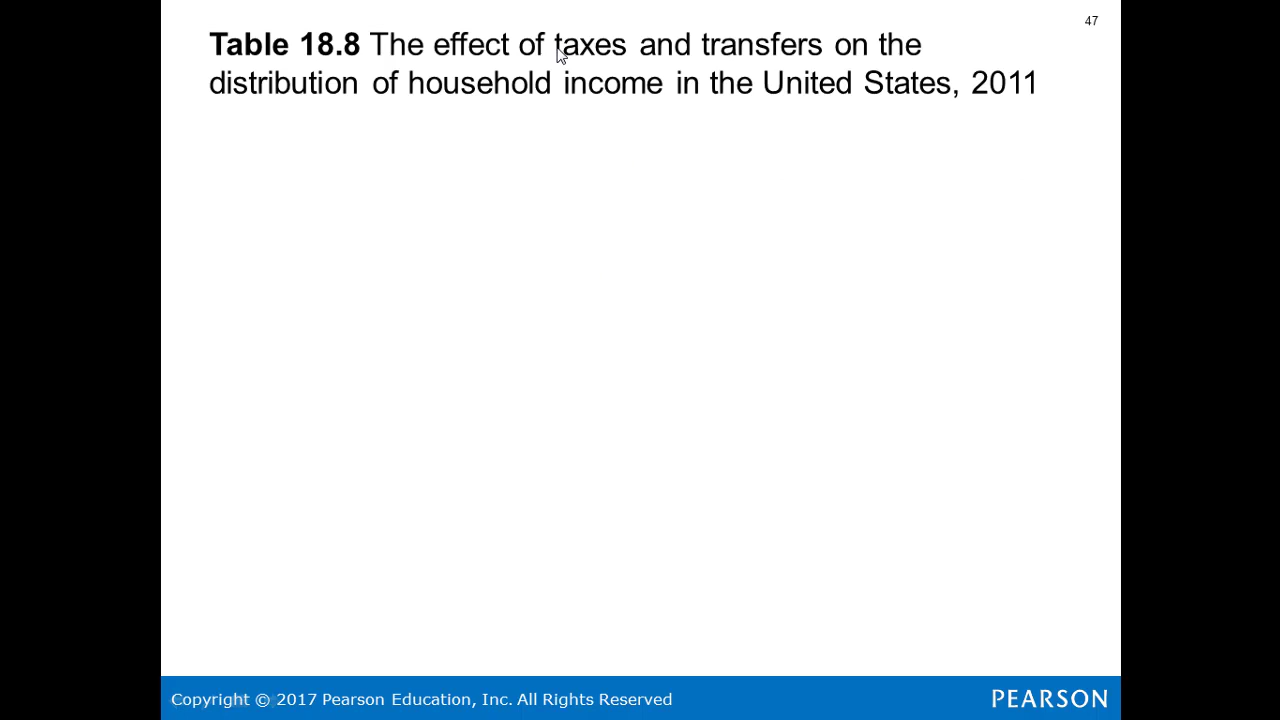 47
Table 18.8 The effect of taxes and transfers on the
distribution of household income in the United States, 2011
Copyright © 2017 Pearson Education, Inc. All Rights Reserved
PEARSON